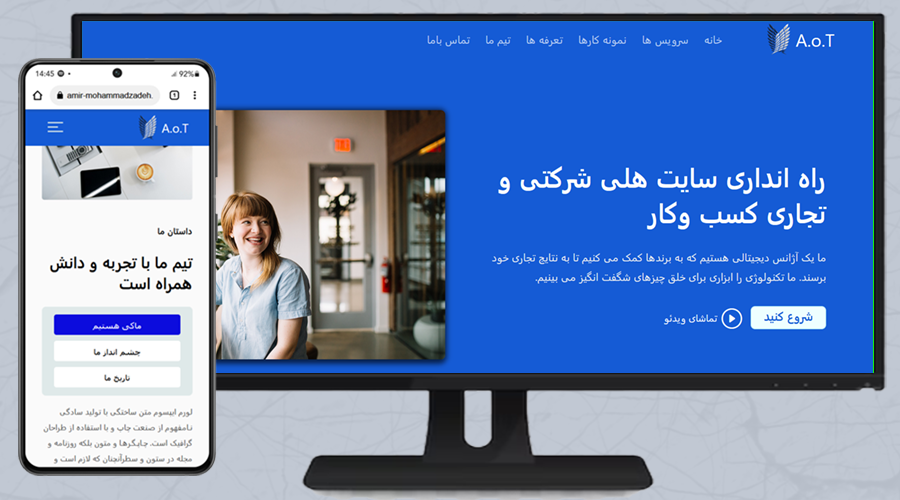 A.o.T
خانه
سرویس ها
نمونه کارها
تعرفه ها
تیم ما
تماس باما
راه انداری سایت هلی شرکتی و
تجاری کسب وکار
ما یک آژانس دیجیتالی هستیم که به برندها کمک می کنیم تا به نتایج تجاری خود
برسند. ما تکنولوژی را ابزاری برای خلق چیزهای شگفت انگیز می بینیم.
شروع کنید
تماشای ویدئو
14:45
92%
amir-mohammadzadeh.
1
A.o.T
داستان ما
تیم ما با تجربه و دانش
همراه است
ماکی هستیم
چشم اندار ما
تاریخ ما
لورم ایپسوم متن ساختگی با تولید سادگی
نامفهوم از صنعت چاپ و با استفاده از طراحان
گرافیک است. چاپگرها و متون بلکه روزنامه و
مجله در ستون و سطرآنچنان که لازم است و